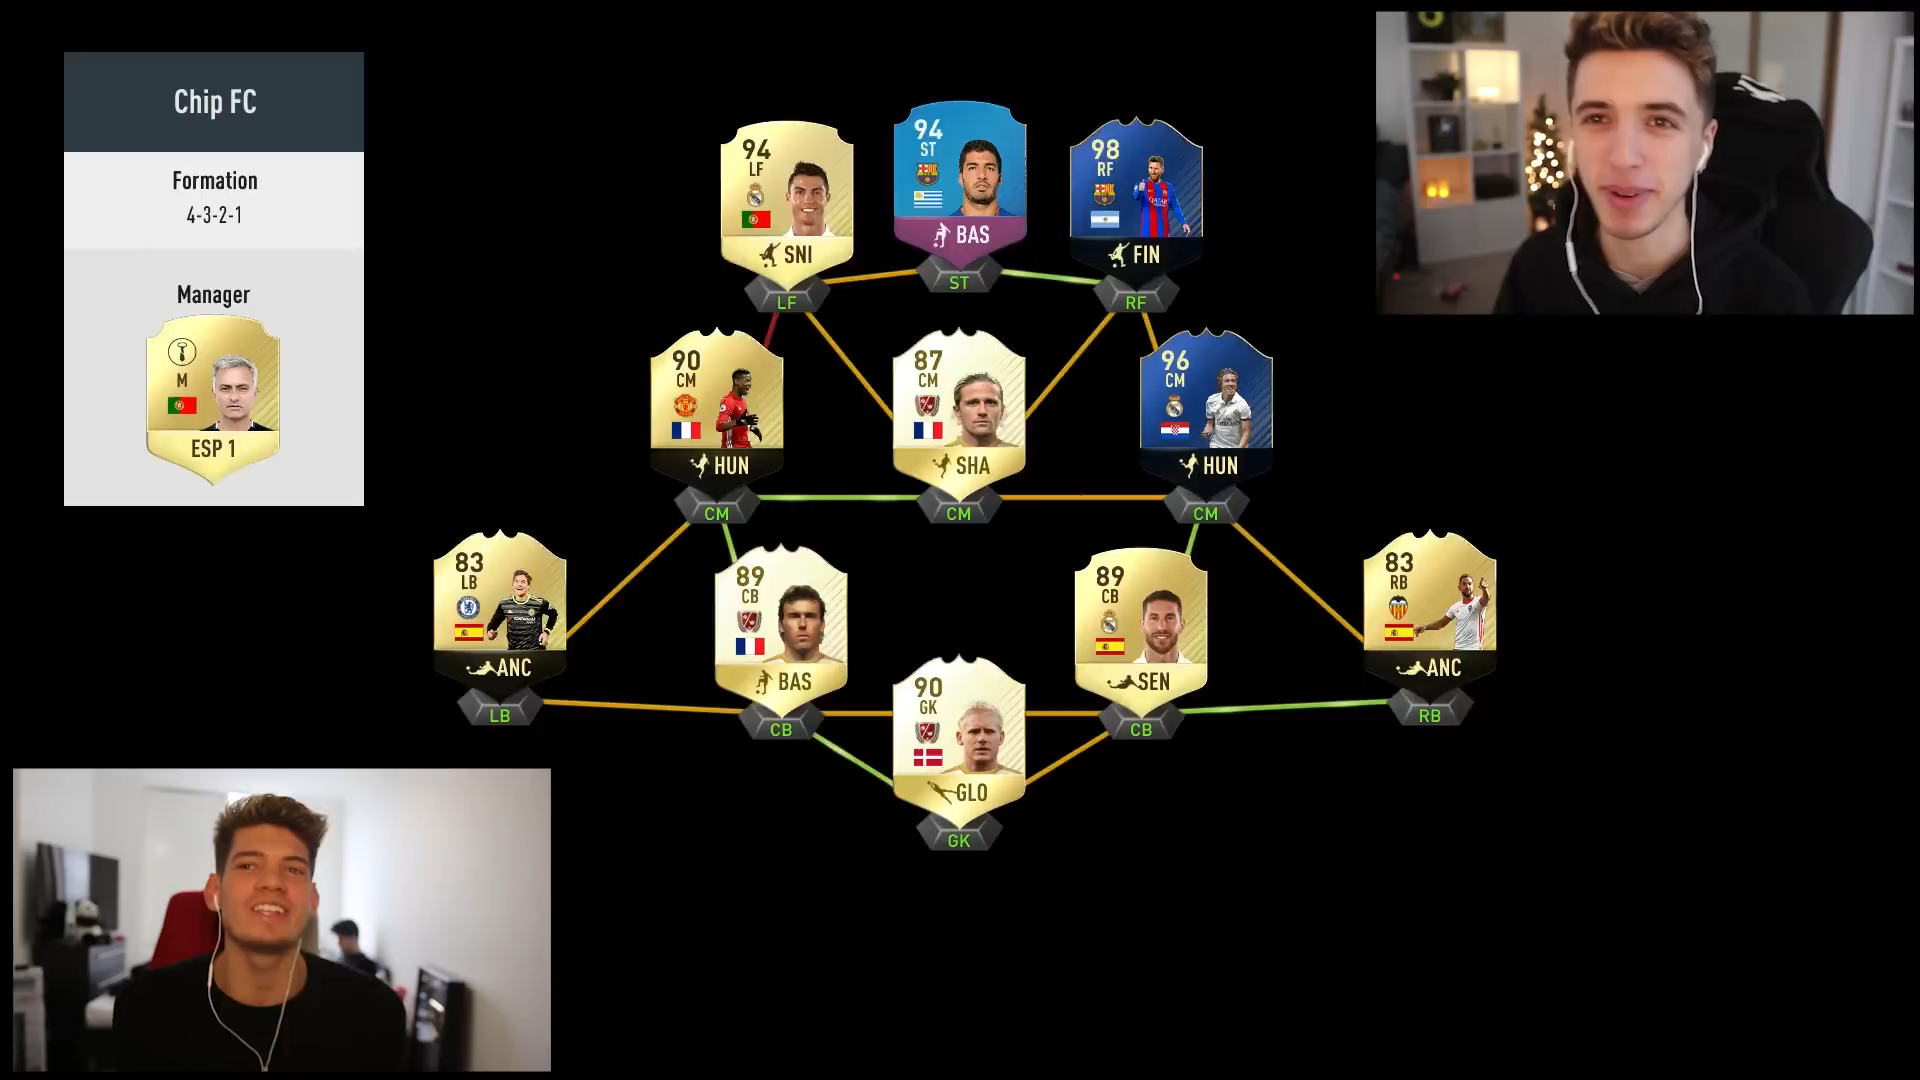 Chip FC
Formation
4-3-2-1
Manager
M
ESP 1
94
LF
SNI
LF
94
ST
BAS
ST
98
RF
FIN
RF
90
CM
HUN
CM
87
CM
SHA
CM
96
CM
HUN
CM
83
LB
ANC
LB
89
CB
BAS
CB
89
CB
SEN
CB
83
RB
ANC
RB
90
GK
GLO
GK